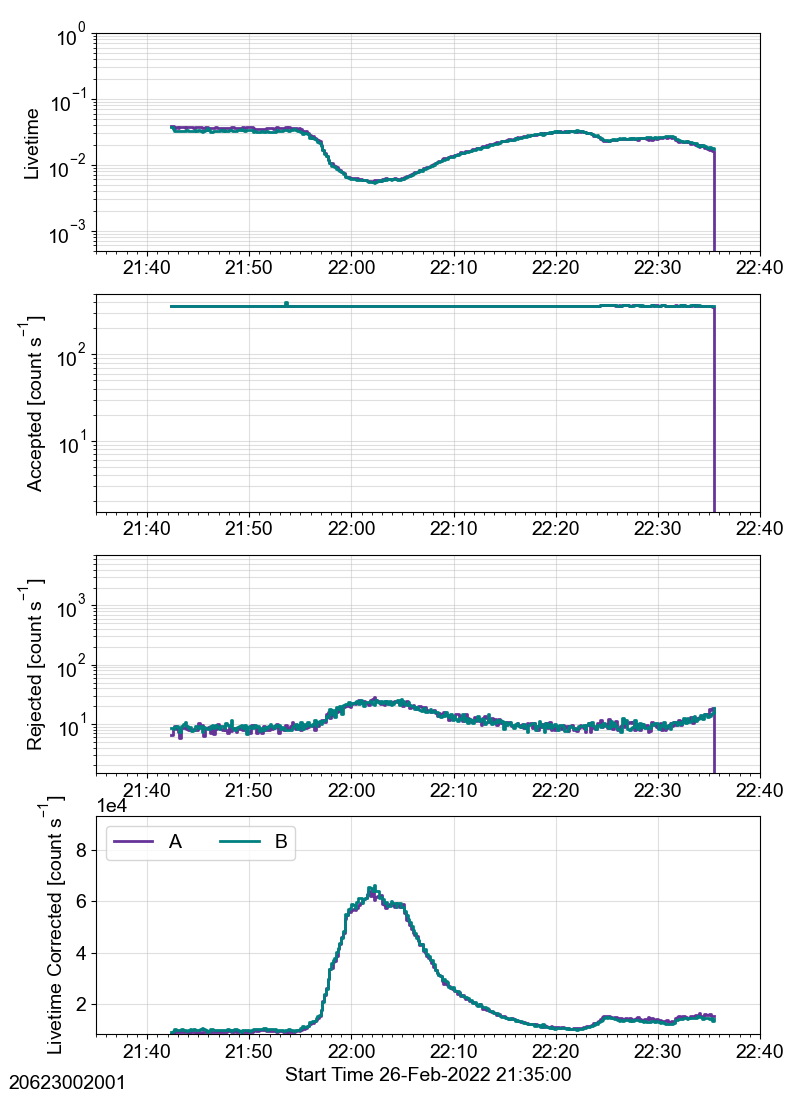 10^0
10^-1
10^-2
10^-3
Livetime
21:40 21:50 22:00 22:10 22:20 22:30 22:40
10^2
10^1
Accepted [count s^-1]
21:40 21:50 22:00 22:10 22:20 22:30 22:40
10^3
10^2
10^1
Rejected [count s^-1]
21:40 21:50 22:00 22:10 22:20 22:30 22:40
1e4
A B
8
6
4
2
Livetime Corrected [count s^-1]
21:40 21:50 22:00 22:10 22:20 22:30 22:40
Start Time 26-Feb-2022 21:35:00
20623002001